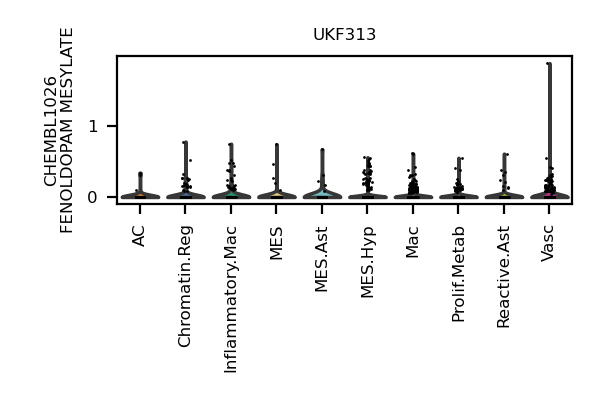 UKF313
CHEMBL1026
FENOLDOPAM MESYLATE
1
0
AC
Chromatin.Reg
Inflammatory.Mac
MES
MES.Ast
MES.Hyp
Mac
Prolif.Metab
Reactive.Ast
Vasc